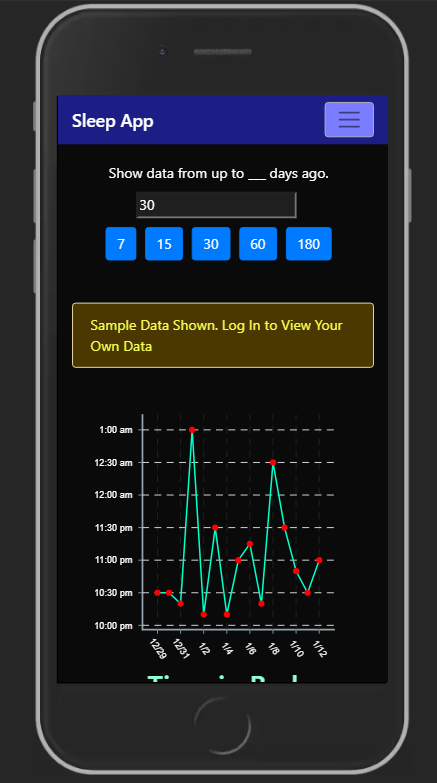 Sleep App
Show data from up to ___ days ago.
30
7 15 30 60 180
Sample Data Shown. Log In to View Your
Own Data
1:00 am
12:30 am
12:00 am
11:30 pm
11:00 pm
10:30 pm
10:00 pm
12/29 12/31 1/2 1/4 1/6 1/8 1/10 1/12